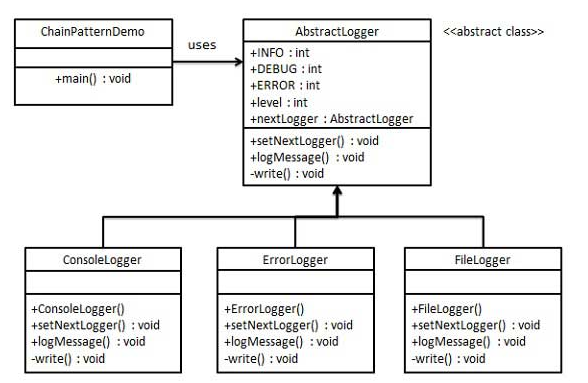 ChainPatternDemo
+main() : void
uses
AbstractLogger
<<abstract class>>
+INFO : int
+DEBUG : int
+ERROR : int
+level : int
+nextLogger : AbstractLogger
+setNextLogger() : void
+logMessage() : void
-write() : void
ConsoleLogger
+ConsoleLogger()
+setNextLogger() : void
+logMessage() : void
-write() : void
ErrorLogger
+ErrorLogger()
+setNextLogger() : void
+logMessage() : void
-write() : void
FileLogger
+FileLogger()
+setNextLogger() : void
+logMessage() : void
-write() : void